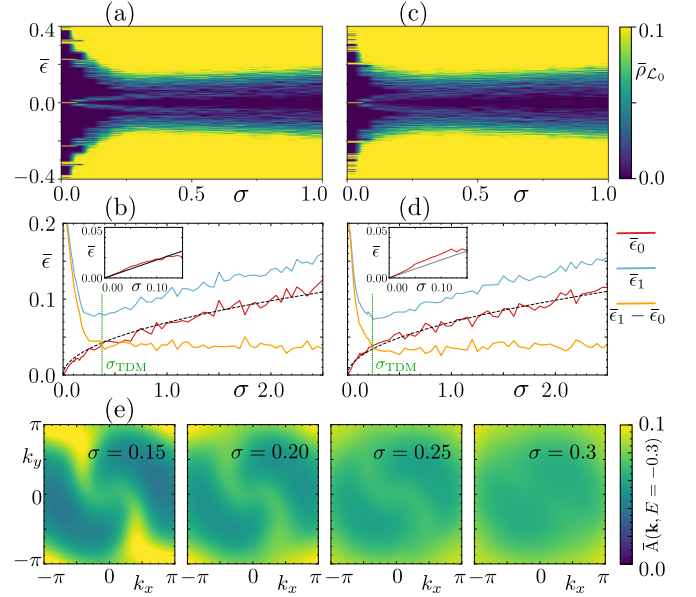 (a) (c)
0.4 0.1
ϵ̄ ρ̄_ℒ₀
0.0
−0.4 0.0
0.0 0.5 σ 1.0 0.0 0.5 σ 1.0
(b) (d)
0.2 0.05 0.05
ϵ̄ ϵ̄ ϵ̄ ϵ̄₀
0.00 0.00
0.00 σ 0.10 0.00 σ 0.10 ϵ̄₁
0.1
ϵ̄₁ − ϵ̄₀
σ_TDM σ_TDM
0.0
0.0 1.0 σ 2.0 0.0 1.0 σ 2.0
(e)
π σ = 0.15 σ = 0.20 σ = 0.25 σ = 0.3 0.1
k_y
0 Ā(k, E = −0.3)
−π 0.0
−π 0 k_x π −π 0 k_x π −π 0 k_x π −π 0 k_x π